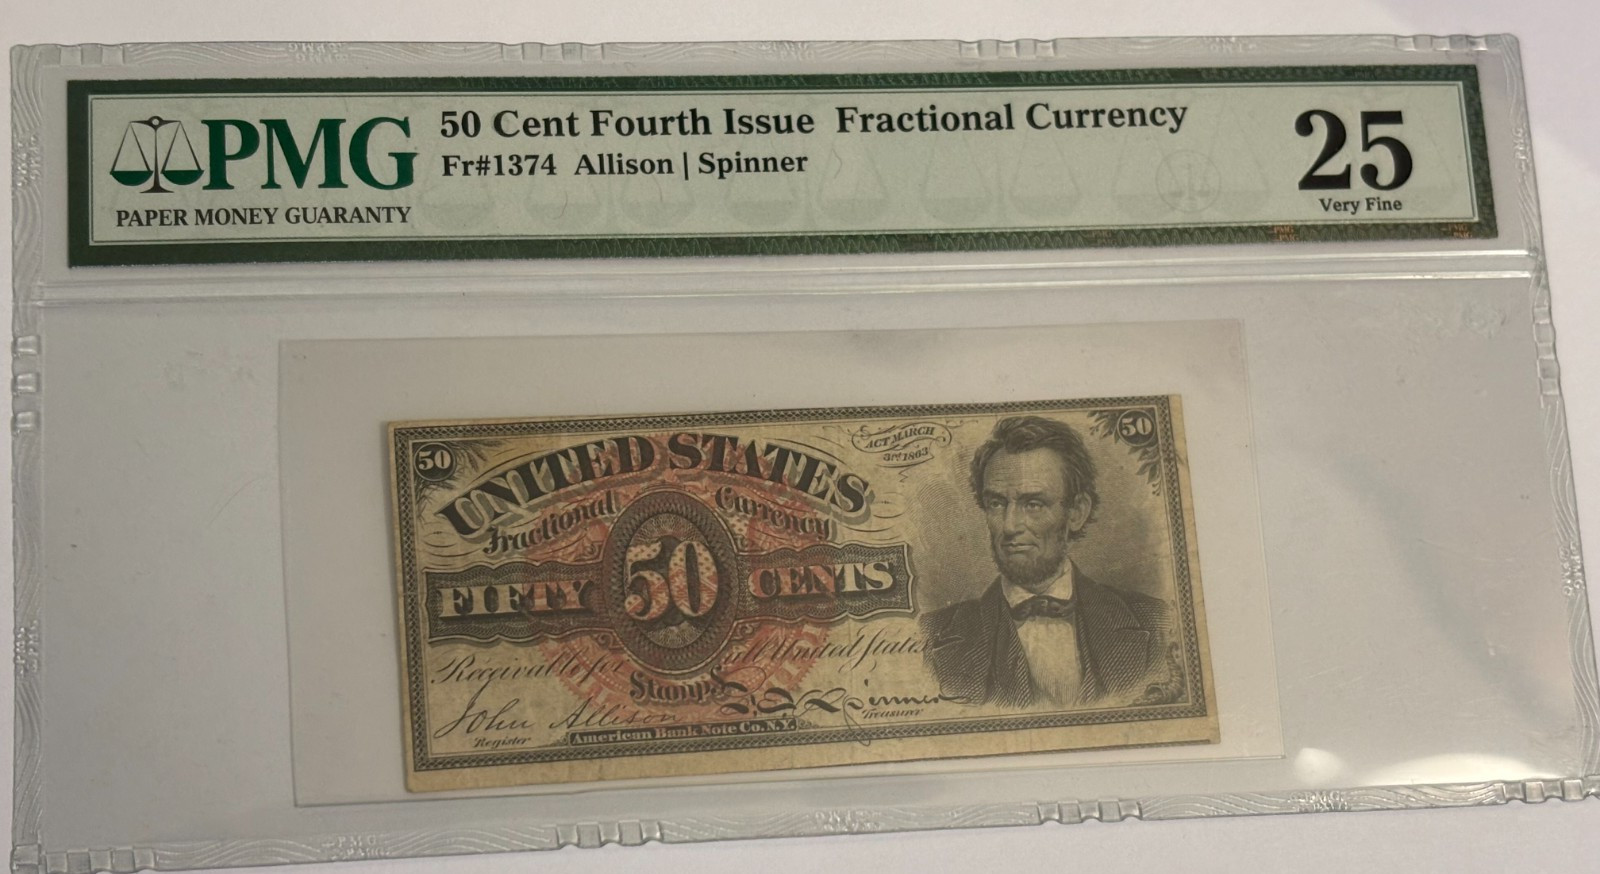 PMG
PAPER MONEY GUARANTY
50 Cent Fourth Issue Fractional Currency
Fr#1374 Allison | Spinner
25
Very Fine
50
UNITED STATES
ACT MARCH
3RD 1863
50
Fractional Currency
FIFTY 50 CENTS
Receivable for all United States
Stamps
John Allison
Register
Spinner
Treasurer
American Bank Note Co. N.Y.